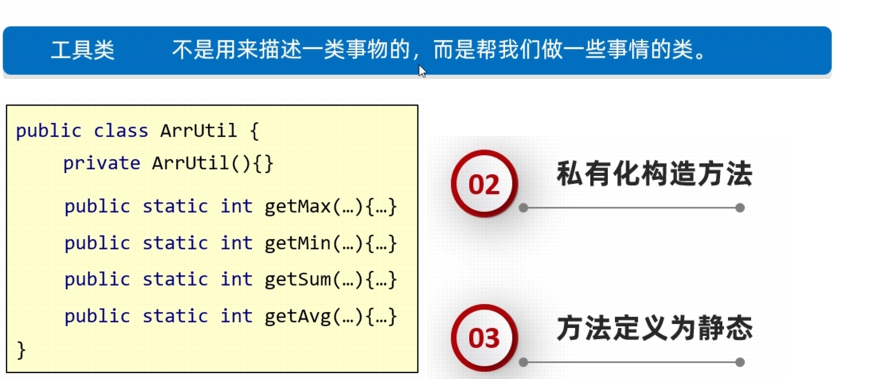 工具类 不是用来描述一类事物的，而是帮我们做一些事情的类。
public class ArrUtil {
private ArrUtil(){}
public static int getMax(…){…}
public static int getMin(…){…}
public static int getSum(…){…}
public static int getAvg(…){…}
}
02 私有化构造方法
03 方法定义为静态